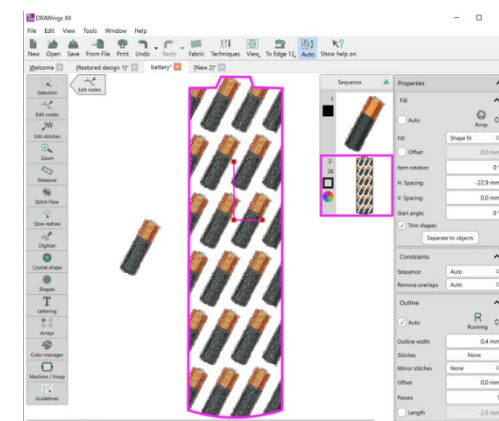 DRAWings XII
File Edit View Tools Window Help
New Open Save From File Print Undo Redo Fabric Techniques View, To Edge 12, Auto Show help on
Welcome [Restored design 1]* battery* [New 2]*
Selection
Edit nodes
Edit nodes
Edit stitches
Zoom
Measure
Stitch Flow
Slow redraw
Digitize
Crystal shape
Shapes
T
Lettering
Arrays
Color manager
Machine / Hoop
Guidelines
Sequence
1
2-
26
Properties
Fill
Auto
Array
Fill: Shape fit
Offset 0.0 mm
Item rotation 0°
H. Spacing: -22.9 mm
V. Spacing: 0.0 mm
Start angle: 0°
Trim shapes
Separate to objects
Constraints
Sequence Auto
Remove overlaps Auto
Outline
Auto
R
Running
Outline width 0.4 mm
Stitches None
Mirror stitches None
Offset 0.0 mm
Passes 1
Length 2.5 mm